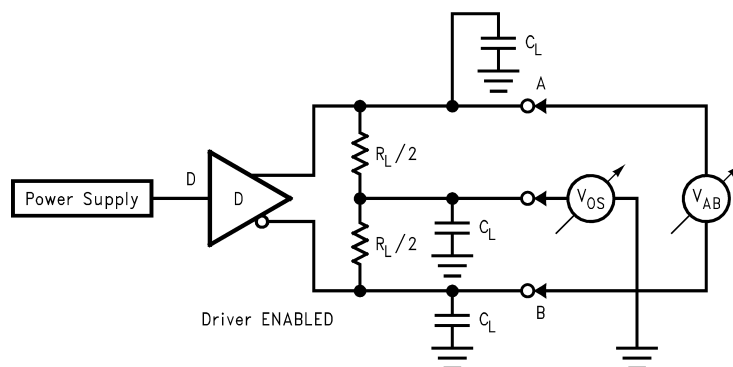 C_L
A
D
R_L/2
Power Supply
D
V_OS
V_AB
C_L
R_L/2
C_L
B
Driver ENABLED